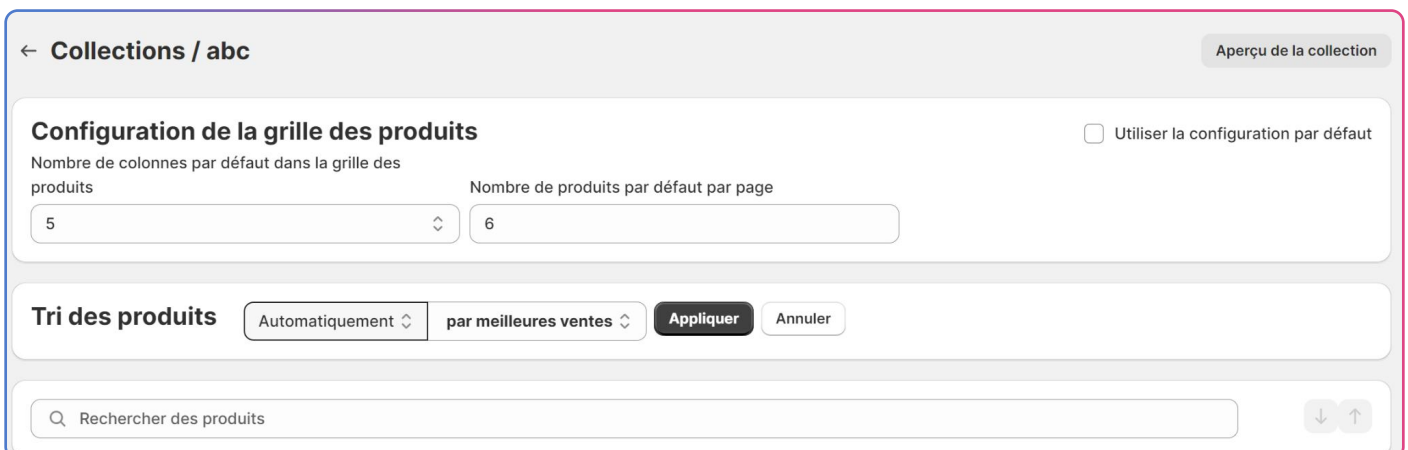 ← Collections / abc
Aperçu de la collection
Configuration de la grille des produits
Utiliser la configuration par défaut
Nombre de colonnes par défaut dans la grille des
produits
Nombre de produits par défaut par page
5
6
Tri des produits
Automatiquement
par meilleures ventes
Appliquer
Annuler
Rechercher des produits
↓ ↑